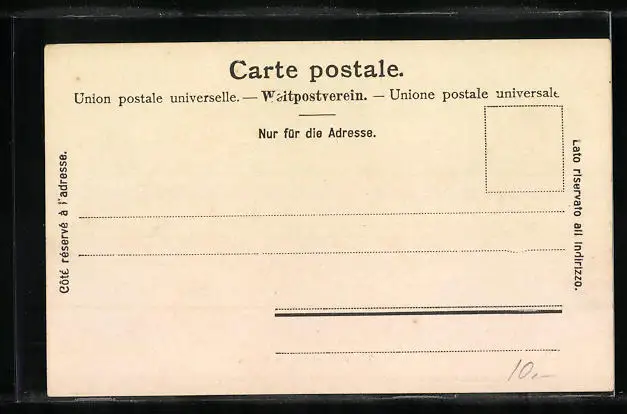 Carte postale.
Union postale universelle. — Weltpostverein. — Unione postale universale
Nur für die Adresse.
Côté réservé à l'adresse.
Lato riservato all indirizzo.
10.—